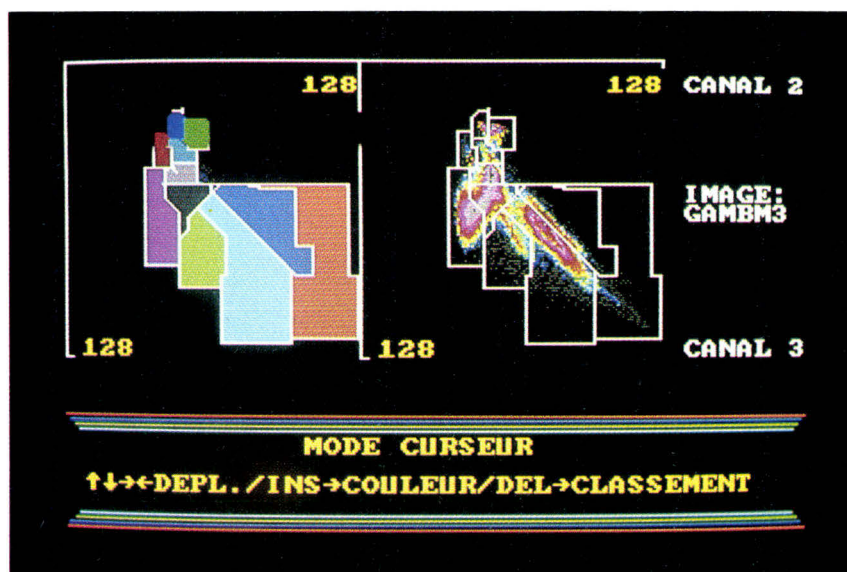 128
128
CANAL 2
IMAGE:
GAMBM3
128
128
CANAL 3
MODE CURSEUR
↑↓→←DEPL./INS→COULEUR/DEL→CLASSEMENT